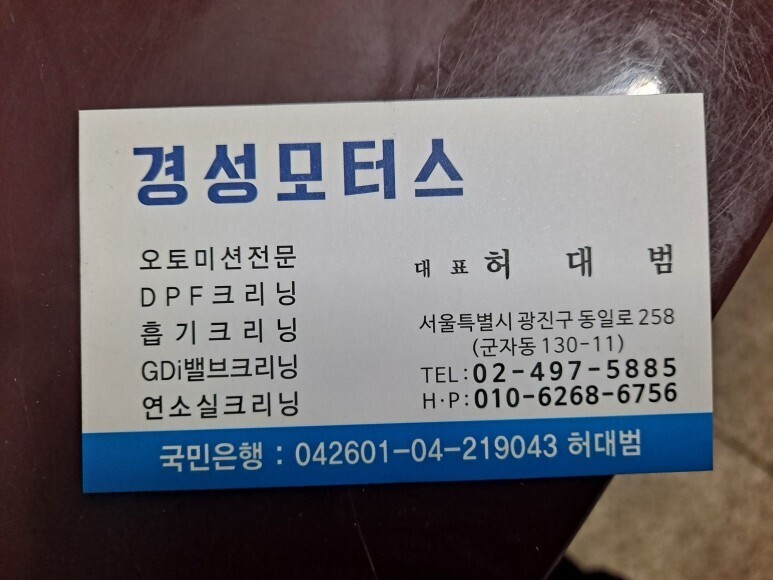 경성모터스
오토미션전문
DPF크리닝
흡기크리닝
GDi밸브크리닝
연소실크리닝
대표 허대범
서울특별시 광진구 동일로 258
(군자동 130-11)
TEL:02-497-5885
H·P:010-6268-6756
국민은행 : 042601-04-219043 허대범